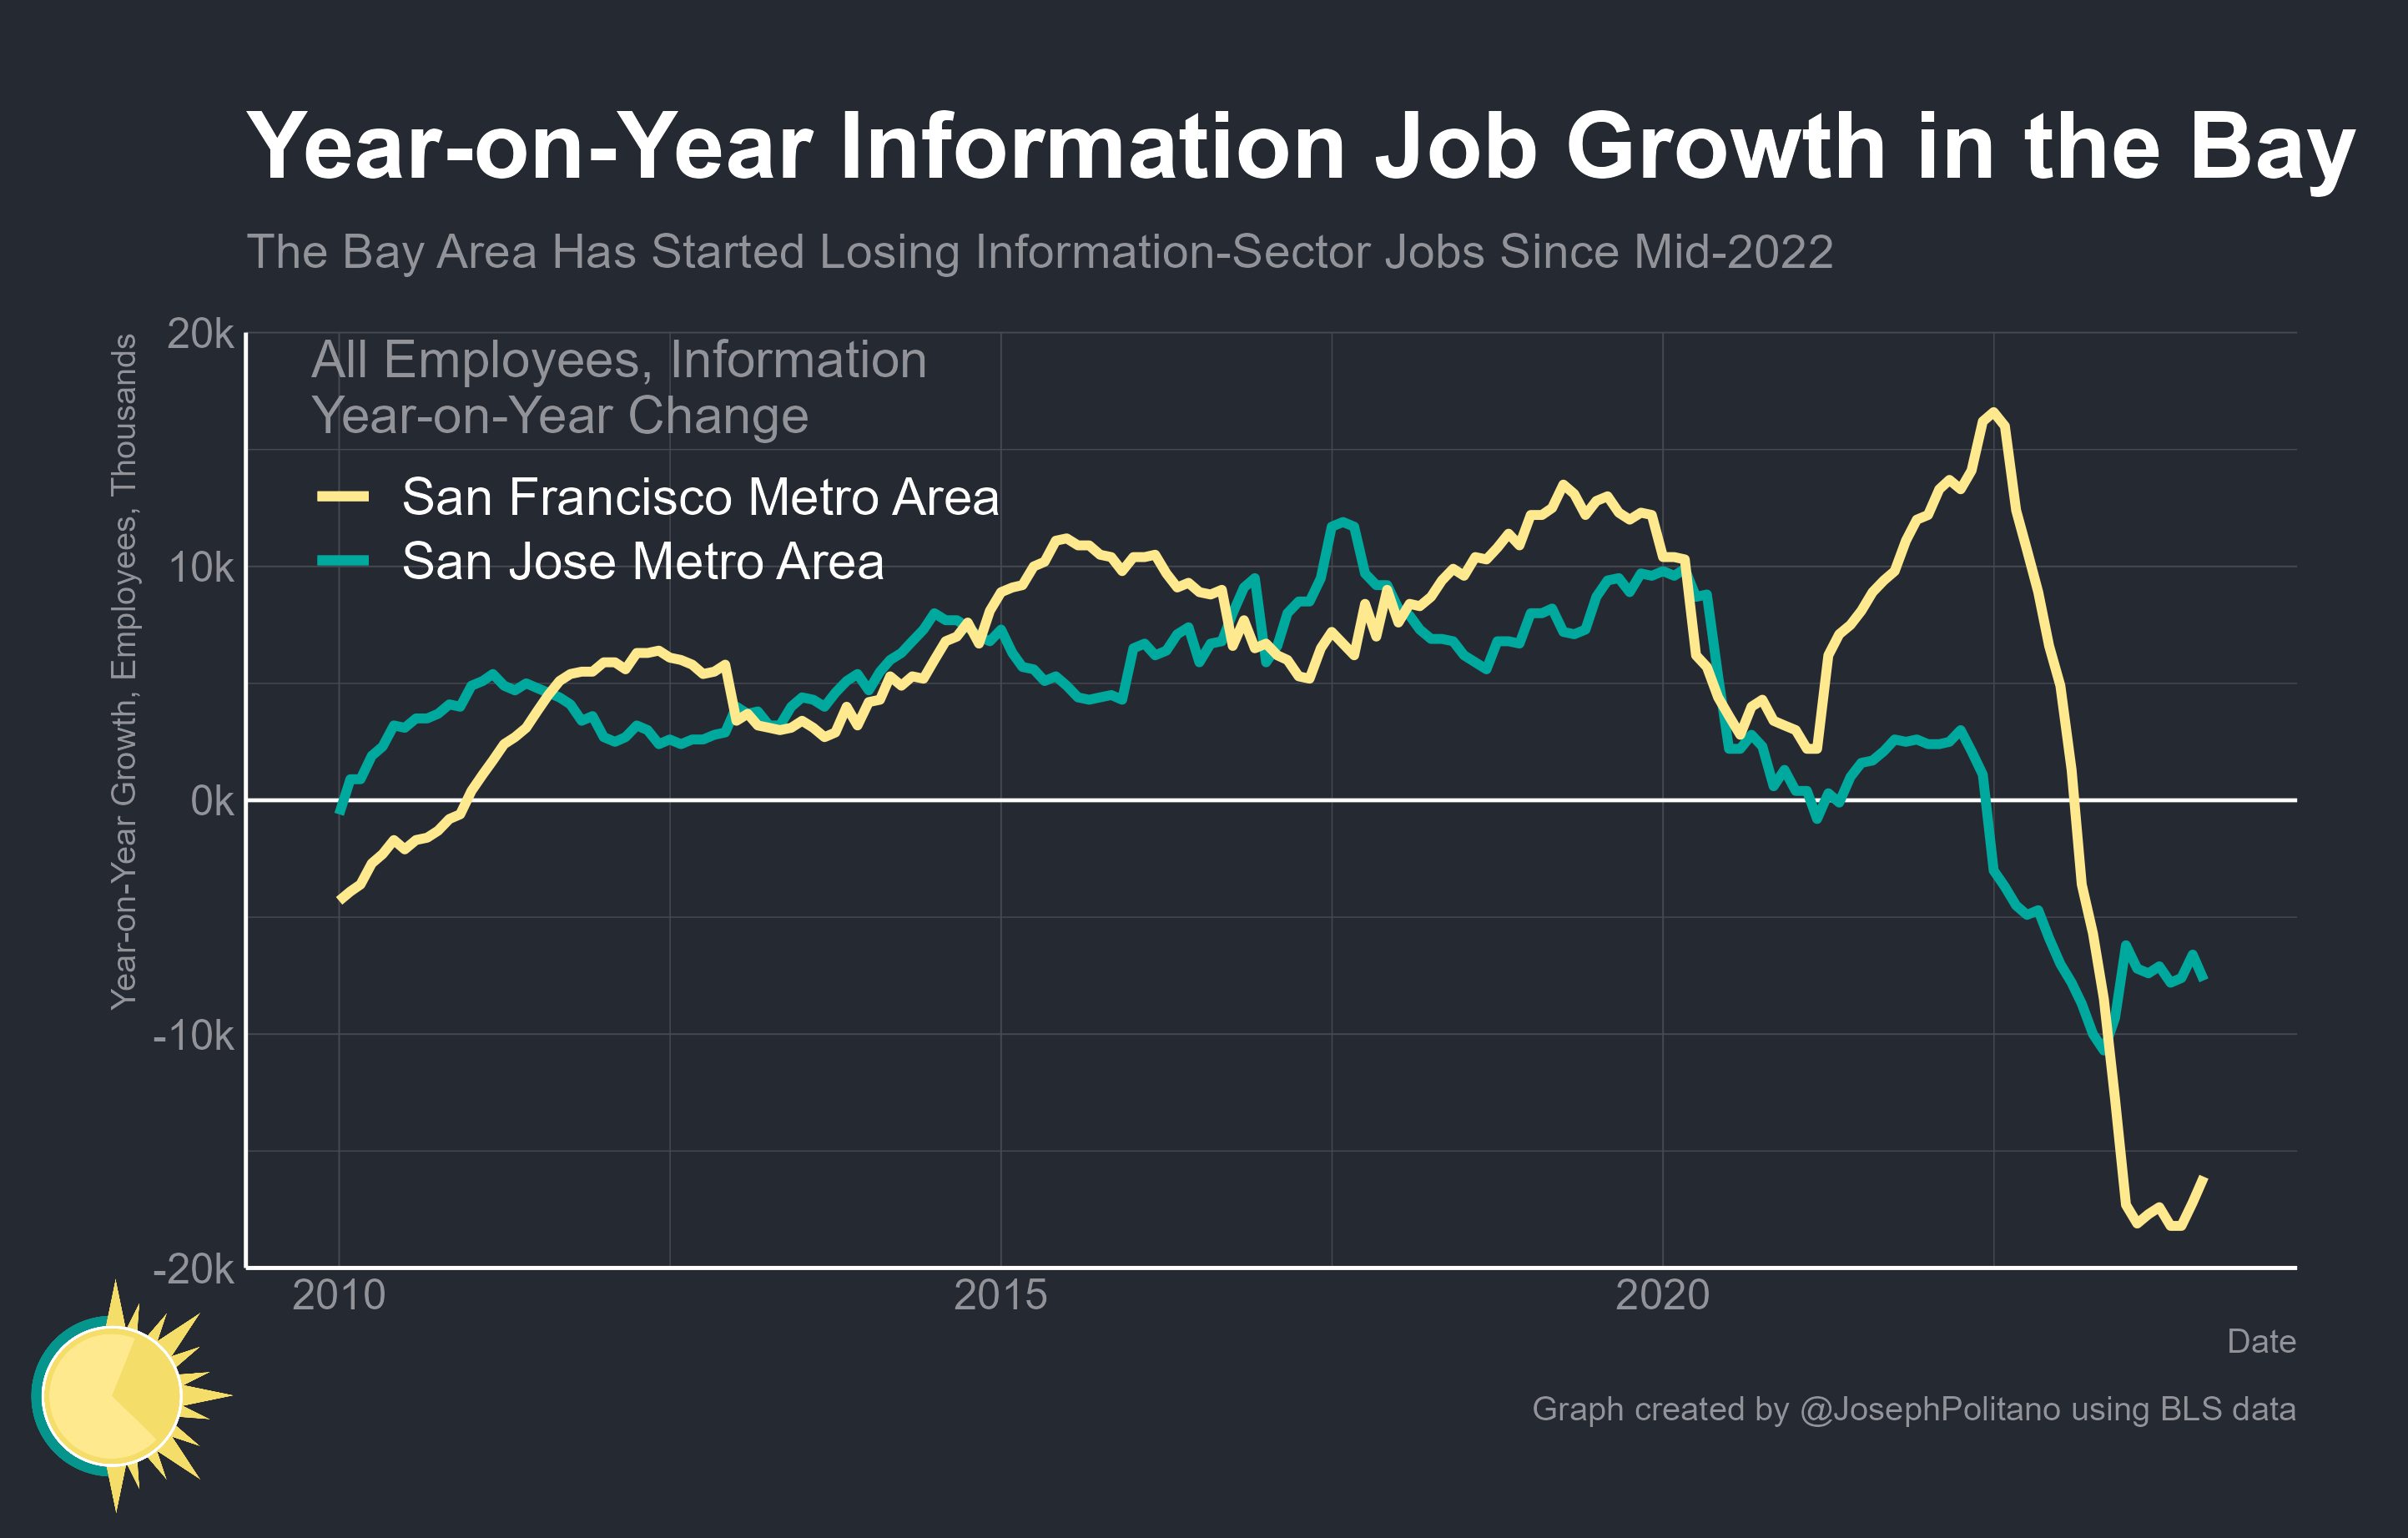 Year-on-Year Information Job Growth in the Bay
The Bay Area Has Started Losing Information-Sector Jobs Since Mid-2022
Year-on-Year Growth, Employees, Thousands
20k
10k
0k
-10k
-20k
All Employees, Information
Year-on-Year Change
San Francisco Metro Area
San Jose Metro Area
2010
2015
2020
Date
Graph created by @JosephPolitano using BLS data